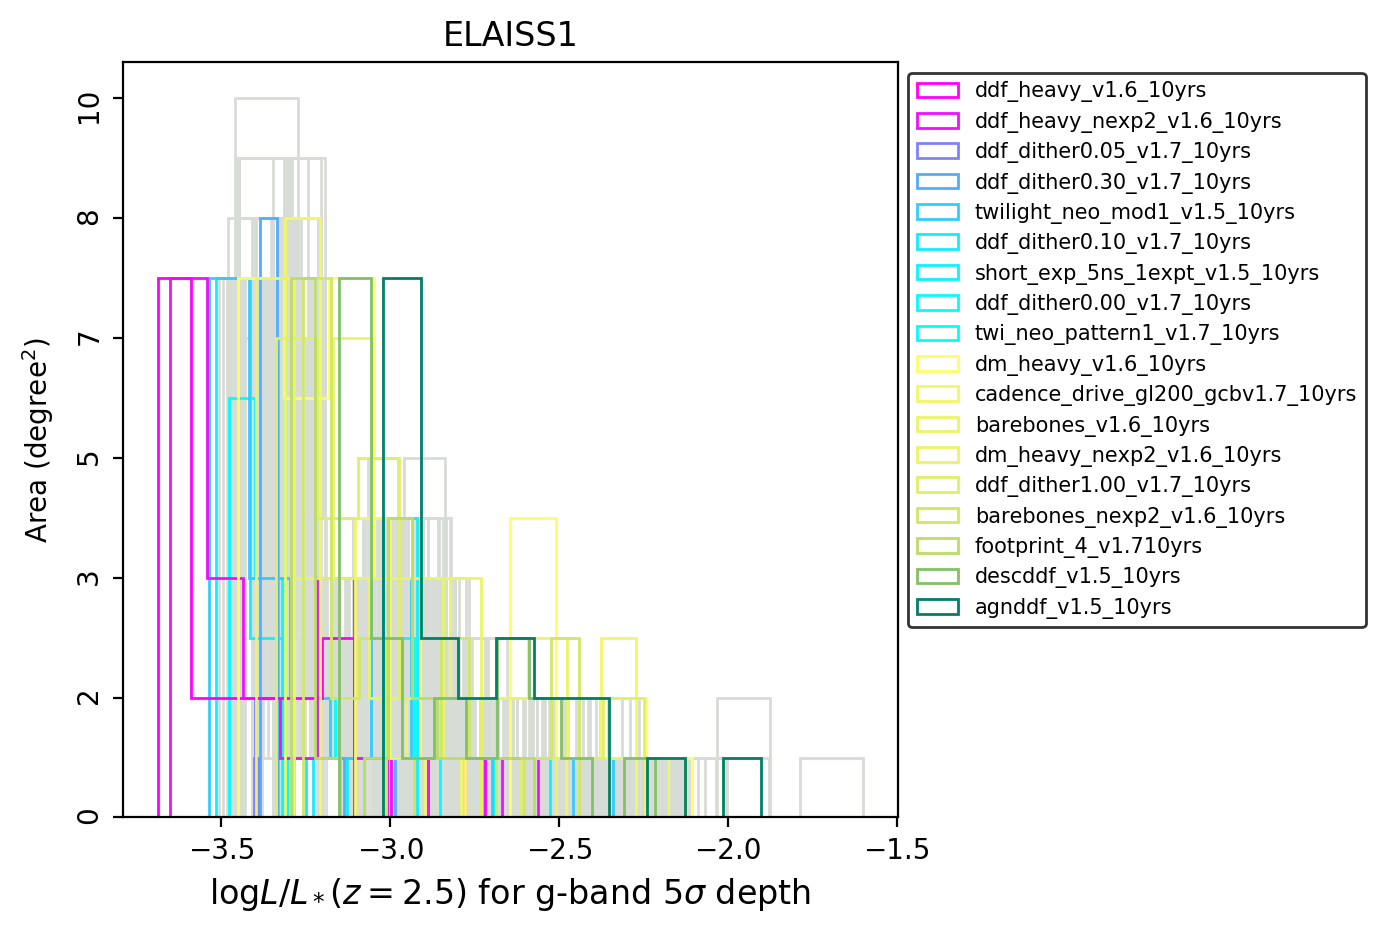 ELAISS1
10
8
7
5
3
2
0
Area (degree²)
−3.5 −3.0 −2.5 −2.0 −1.5
logL/L*(z = 2.5) for g-band 5σ depth
ddf_heavy_v1.6_10yrs
ddf_heavy_nexp2_v1.6_10yrs
ddf_dither0.05_v1.7_10yrs
ddf_dither0.30_v1.7_10yrs
twilight_neo_mod1_v1.5_10yrs
ddf_dither0.10_v1.7_10yrs
short_exp_5ns_1expt_v1.5_10yrs
ddf_dither0.00_v1.7_10yrs
twi_neo_pattern1_v1.7_10yrs
dm_heavy_v1.6_10yrs
cadence_drive_gl200_gcbv1.7_10yrs
barebones_v1.6_10yrs
dm_heavy_nexp2_v1.6_10yrs
ddf_dither1.00_v1.7_10yrs
barebones_nexp2_v1.6_10yrs
footprint_4_v1.710yrs
descddf_v1.5_10yrs
agnddf_v1.5_10yrs